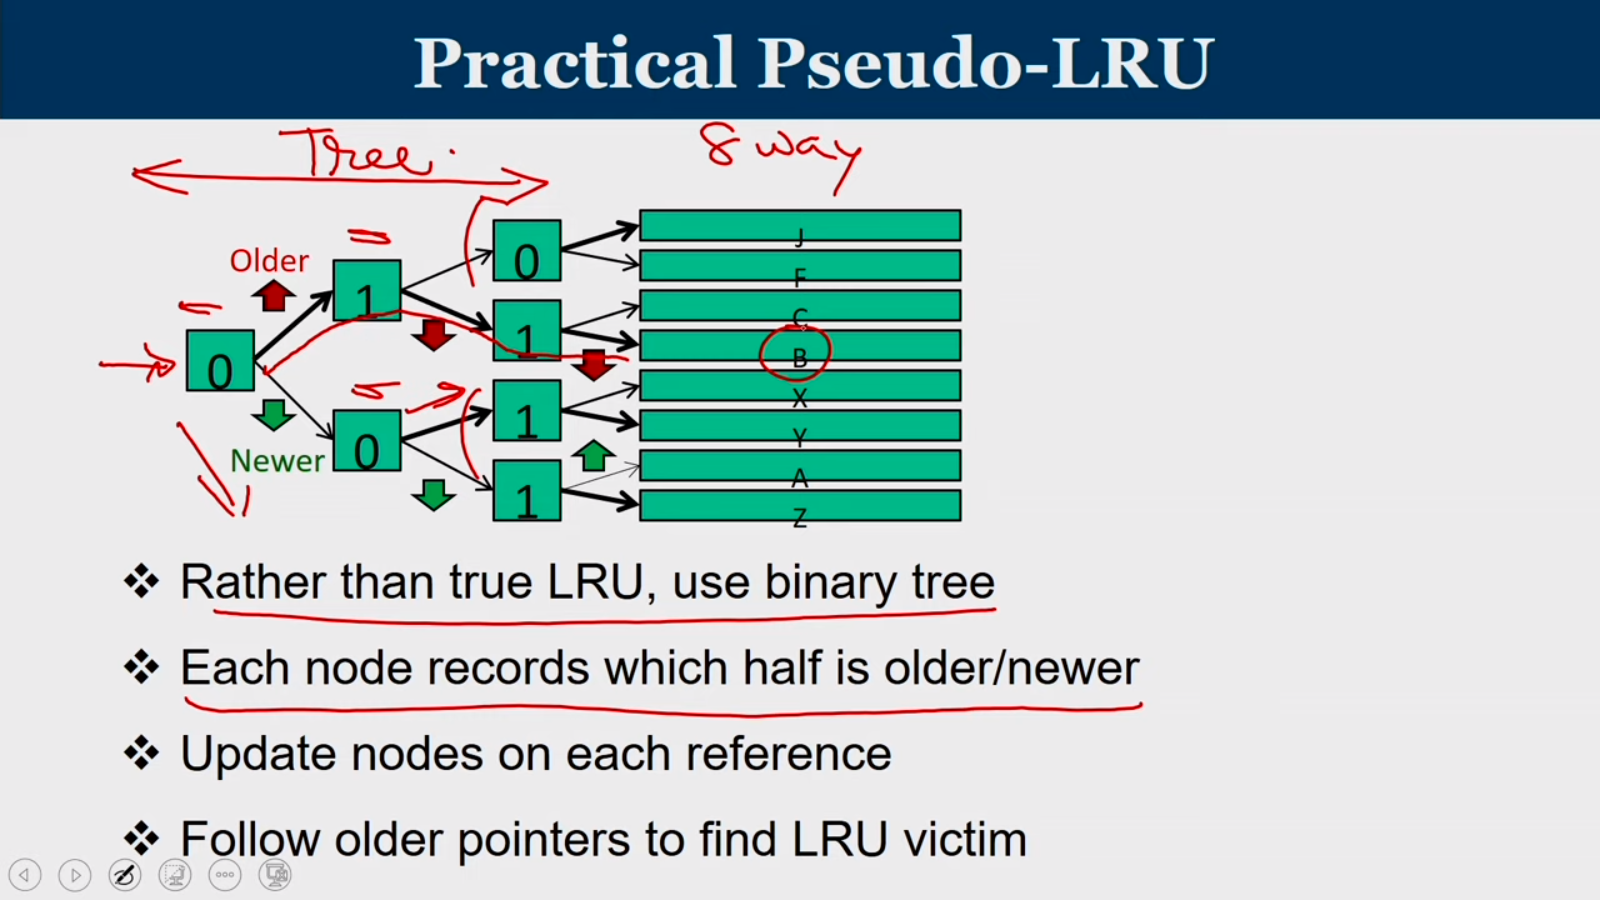 Practical Pseudo-LRU
Tree.
8 way
Older
Newer
0
1
0
0
1
1
1
J
F
C
B
X
Y
A
Z
❖ Rather than true LRU, use binary tree
❖ Each node records which half is older/newer
❖ Update nodes on each reference
❖ Follow older pointers to find LRU victim